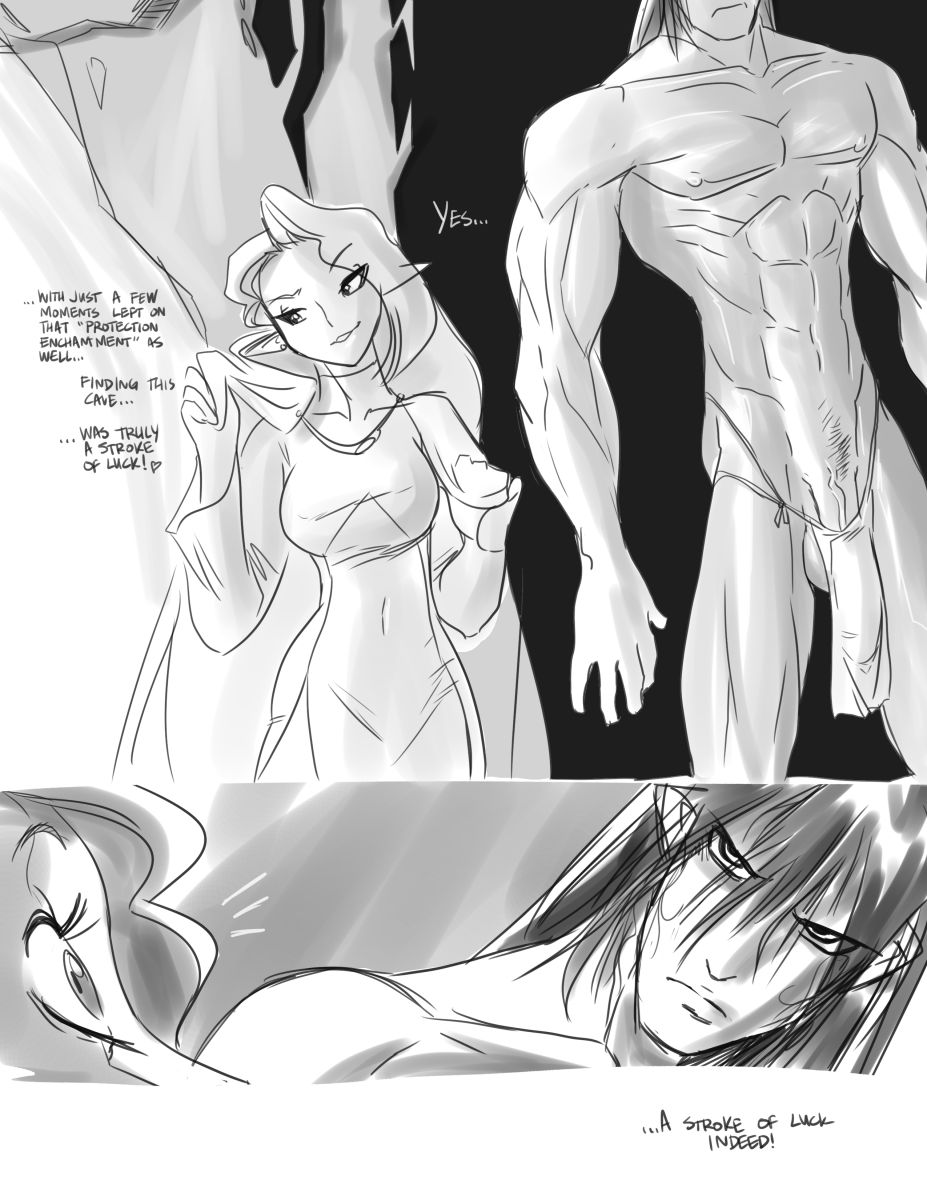 ...WITH JUST A FEW
MOMENTS LEFT ON
THAT "PROTECTION
ENCHANTMENT" AS
WELL...
FINDING THIS
CAVE...
...WAS TRULY
A STROKE
OF LUCK!♡
YES...
...A STROKE OF LUCK
INDEED!